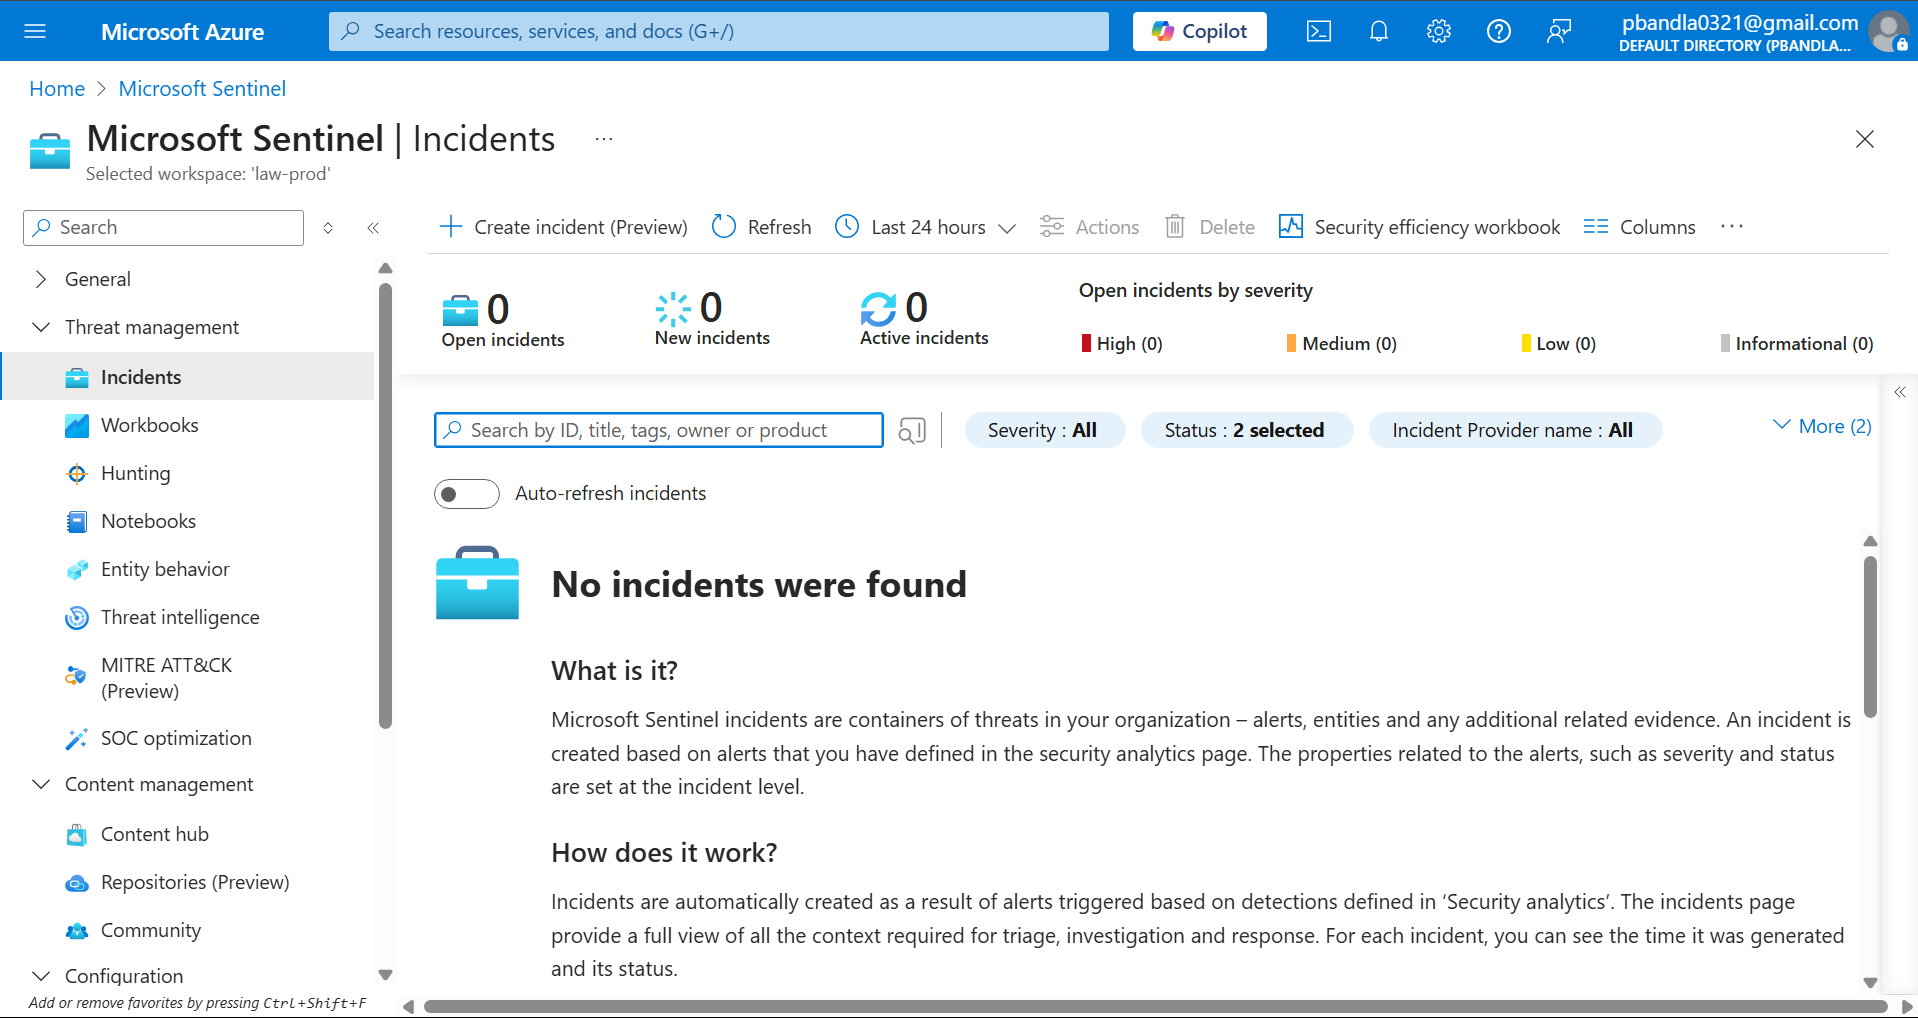 Microsoft Azure
Search resources, services, and docs (G+/)
Copilot
pbandla0321@gmail.com
DEFAULT DIRECTORY (PBANDLA...
Home > Microsoft Sentinel
Microsoft Sentinel | Incidents ...
Selected workspace: 'law-prod'
Search
General
Threat management
Incidents
Workbooks
Hunting
Notebooks
Entity behavior
Threat intelligence
MITRE ATT&CK
(Preview)
SOC optimization
Content management
Content hub
Repositories (Preview)
Community
Configuration
Add or remove favorites by pressing Ctrl+Shift+F
Create incident (Preview) Refresh Last 24 hours Actions Delete Security efficiency workbook Columns ...
0
Open incidents
0
New incidents
0
Active incidents
Open incidents by severity
High (0) Medium (0) Low (0) Informational (0)
Search by ID, title, tags, owner or product
Severity : All
Status : 2 selected
Incident Provider name : All
More (2)
Auto-refresh incidents
No incidents were found
What is it?
Microsoft Sentinel incidents are containers of threats in your organization – alerts, entities and any additional related evidence. An incident is
created based on alerts that you have defined in the security analytics page. The properties related to the alerts, such as severity and status
are set at the incident level.
How does it work?
Incidents are automatically created as a result of alerts triggered based on detections defined in ‘Security analytics’. The incidents page
provide a full view of all the context required for triage, investigation and response. For each incident, you can see the time it was generated
and its status.